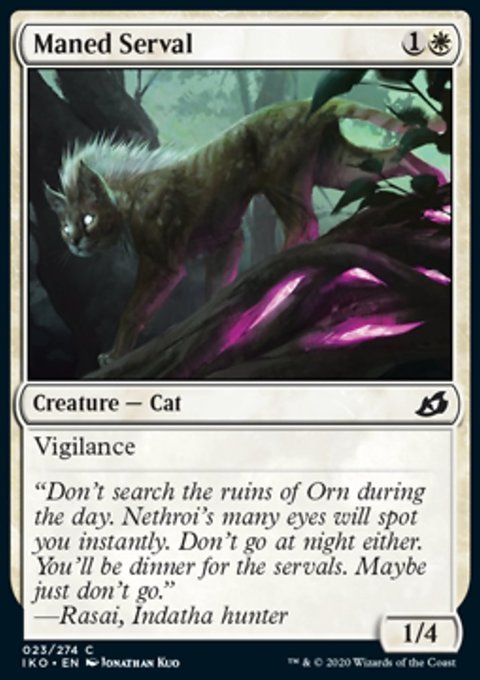 Maned Serval 1
Creature — Cat
Vigilance
“Don’t search the ruins of Orn during
the day. Nethroi’s many eyes will spot
you instantly. Don’t go at night either.
You’ll be dinner for the servals. Maybe
just don’t go.”
—Rasai, Indatha hunter
1/4
023/274 C
IKO • EN Jonathan Kuo
™ & © 2020 Wizards of the Coast